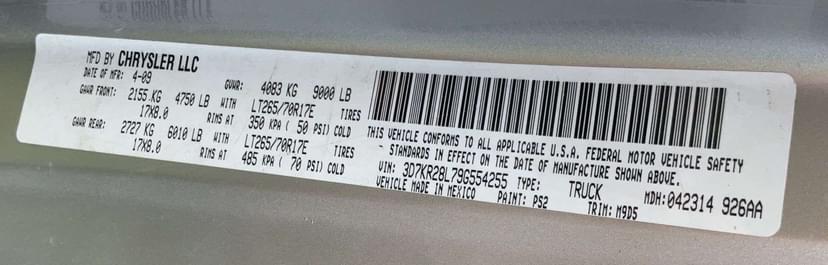 MFD BY CHRYSLER LLC
DATE OF MFR: 4-09 GVWR: 4083 KG 9000 LB
GAWR FRONT: 2155 KG 4750 LB WITH LT265/70R17E TIRES
17X8.0 RIMS AT 350 KPA ( 50 PSI) COLD
GAWR REAR: 2727 KG 6010 LB WITH LT265/70R17E TIRES
17X8.0 RIMS AT 485 KPA ( 70 PSI) COLD
THIS VEHICLE CONFORMS TO ALL APPLICABLE U.S.A. FEDERAL MOTOR VEHICLE SAFETY
STANDARDS IN EFFECT ON THE DATE OF MANUFACTURE SHOWN ABOVE.
VIN: 3D7KR28L79G554255 TYPE: TRUCK MDH:042314 926AA
VEHICLE MADE IN MEXICO PAINT: PS2 TRIM: M9D5